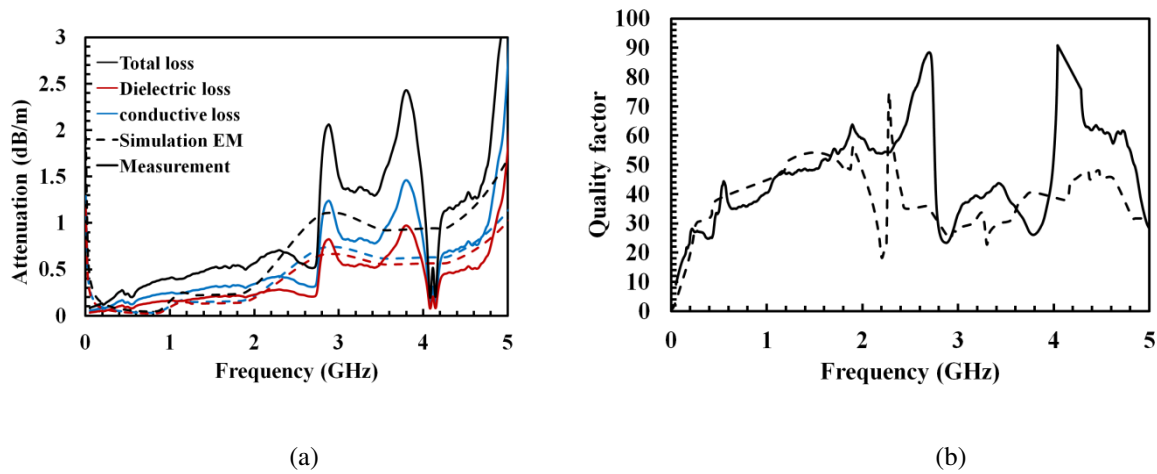 3
2.5
2
1.5
1
0.5
0
Attenuation (dB/m)
Total loss
Dielectric loss
conductive loss
Simulation EM
Measurement
0 1 2 3 4 5
Frequency (GHz)
(a)
100
90
80
70
60
50
40
30
20
10
0
Quality factor
0 1 2 3 4 5
Frequency (GHz)
(b)